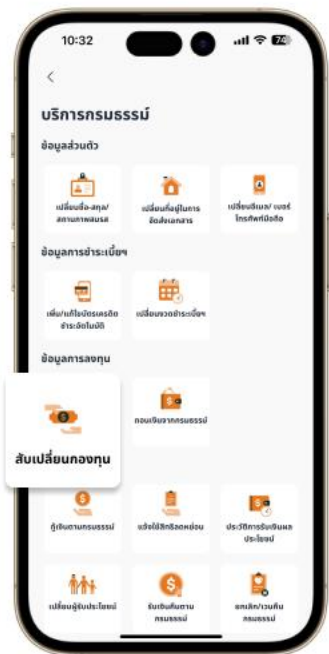 10:32
74
บริการกรมธรรม์
ข้อมูลส่วนตัว
เปลี่ยนชื่อ-สกุล/
สถานภาพสมรส
เปลี่ยนที่อยู่ในการ
จัดส่งเอกสาร
เปลี่ยนอีเมล/ เบอร์
โทรศัพท์มือถือ
ข้อมูลการชำระเบี้ยฯ
เพิ่ม/แก้ไขบัตรเครดิต
ชำระอัตโนมัติ
เปลี่ยนงวดชำระเบี้ยฯ
ข้อมูลการลงทุน
สับเปลี่ยนกองทุน
ถอนเงินจากกรมธรรม์
กู้เงินตามกรมธรรม์
แจ้งใช้สิทธิลดหย่อน
ประวัติการรับเงินผล
ประโยชน์
เปลี่ยนผู้รับประโยชน์
รับเงินคืนตาม
กรมธรรม์
ยกเลิก/เวนคืน
กรมธรรม์